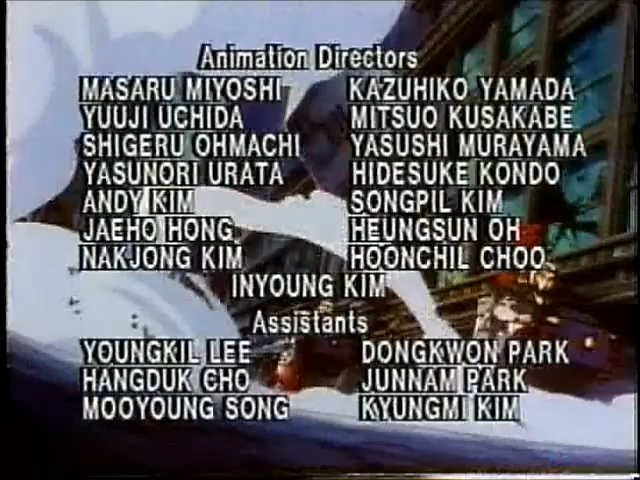 Animation Directors
MASARU MIYOSHI KAZUHIKO YAMADA
YUUJI UCHIDA MITSUO KUSAKABE
SHIGERU OHMACHI YASUSHI MURAYAMA
YASUNORI URATA HIDESUKE KONDO
ANDY KIM SONGPIL KIM
JAEHO HONG HEUNGSUN OH
NAKJONG KIM HOONCHIL CHOO
INYOUNG KIM
Assistants
YOUNGKIL LEE DONGKWON PARK
HANGDUK CHO JUNNAM PARK
MOOYOUNG SONG KYUNGMI KIM